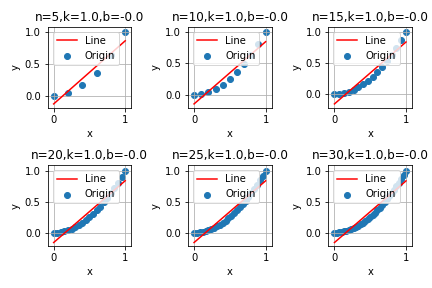 n=5,k=1.0,b=-0.0
n=10,k=1.0,b=-0.0
n=15,k=1.0,b=-0.0
1.0
0.5
0.0
y
Line
Origin
0
1
x
1.0
0.5
0.0
y
Line
Origin
0
1
x
1.0
0.5
0.0
y
Line
Origin
0
1
x
n=20,k=1.0,b=-0.0
n=25,k=1.0,b=-0.0
n=30,k=1.0,b=-0.0
1.0
0.5
0.0
y
Line
Origin
0
1
x
1.0
0.5
0.0
y
Line
Origin
0
1
x
1.0
0.5
0.0
y
Line
Origin
0
1
x